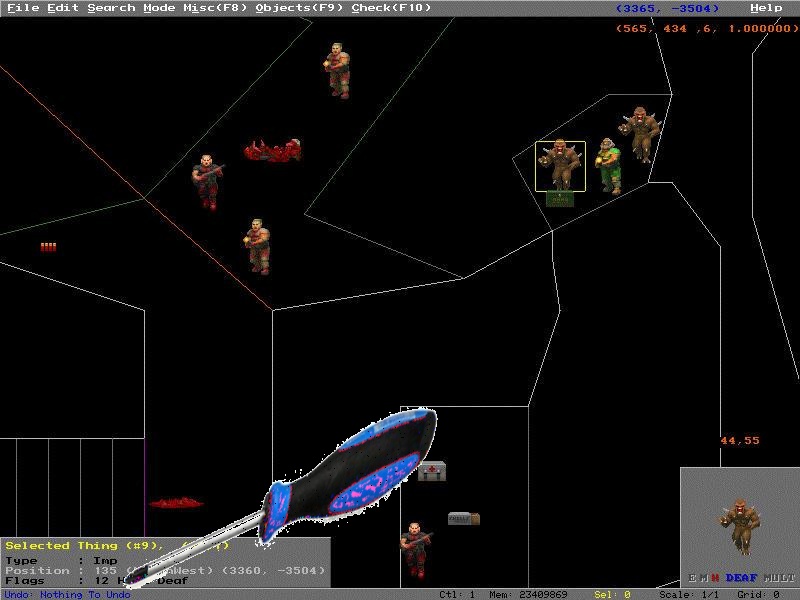 File Edit Search Mode Misc(F8) Objects(F9) Check(F10) (3365, -3504) Help
(565, 434 ,6, 1.000000)
44,55
Selected Thing (#9),
Type : Imp
Position : 135 (3360, -3504)
Flags : 12 Deaf
E M H DEAF MULT
Undo: Nothing To Undo Ctl: 1 Mem: 23409869 Sel: 0 Scale: 1/1 Grid: 0